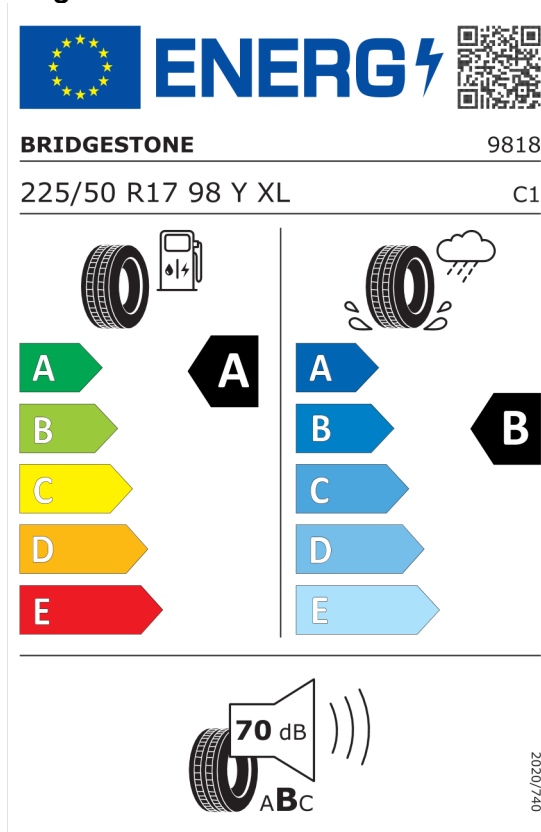 ENERG
BRIDGESTONE 9818
225/50 R17 98 Y XL C1
A A
B
C
D
E
A
B B
C
D
E
70 dB
ABC
2020/740